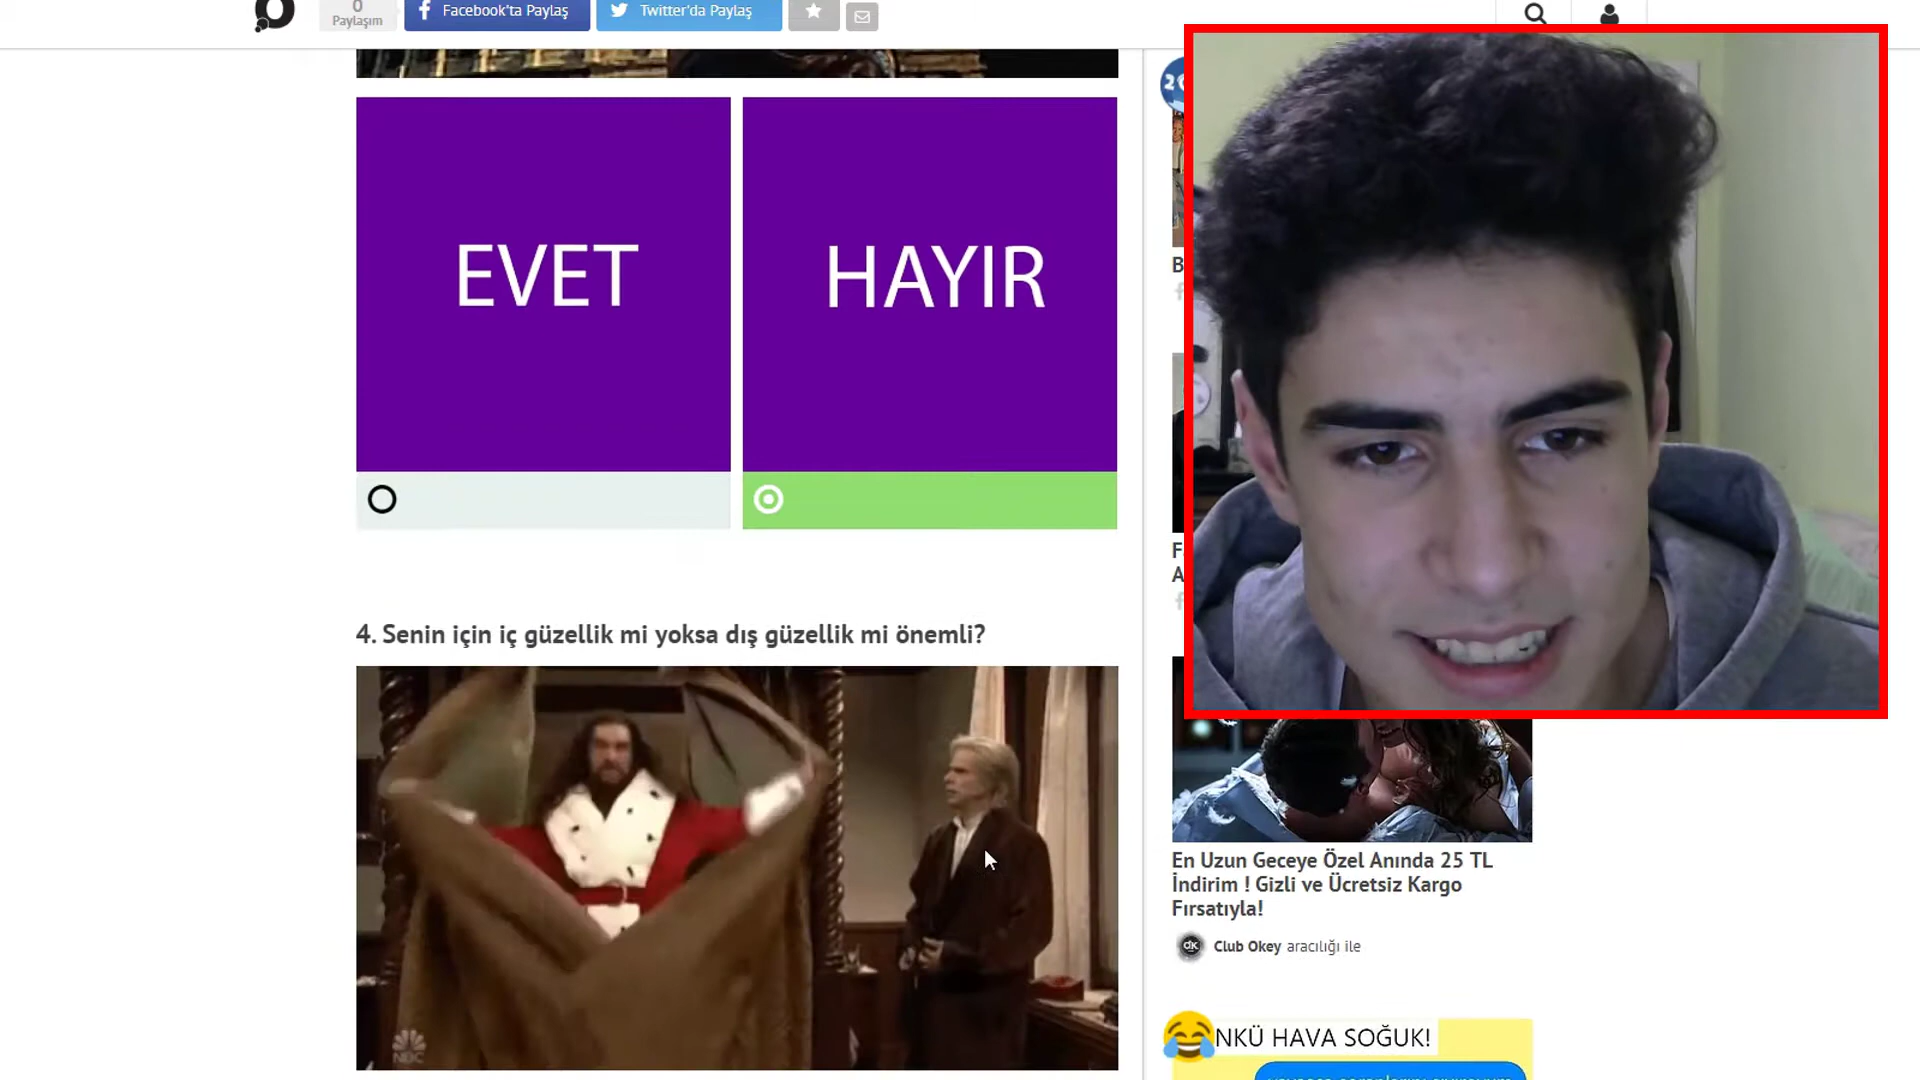 0
Paylaşım
Facebook'ta Paylaş
Twitter'da Paylaş
EVET
HAYIR
4. Senin için iç güzellik mi yoksa dış güzellik mi önemli?
NBC
En Uzun Geceye Özel Anında 25 TL
İndirim ! Gizli ve Ücretsiz Kargo
Fırsatıyla!
Club Okey aracılığı ile
NKÜ HAVA SOĞUK!